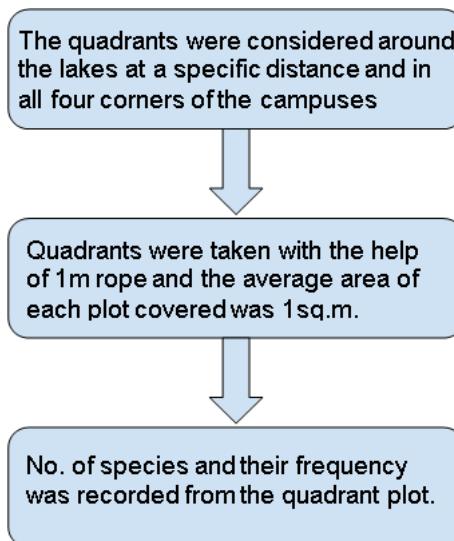 The quadrants were considered around
the lakes at a specific distance and in
all four corners of the campuses
Quadrants were taken with the help
of 1m rope and the average area of
each plot covered was 1sq.m.
No. of species and their frequency
was recorded from the quadrant plot.